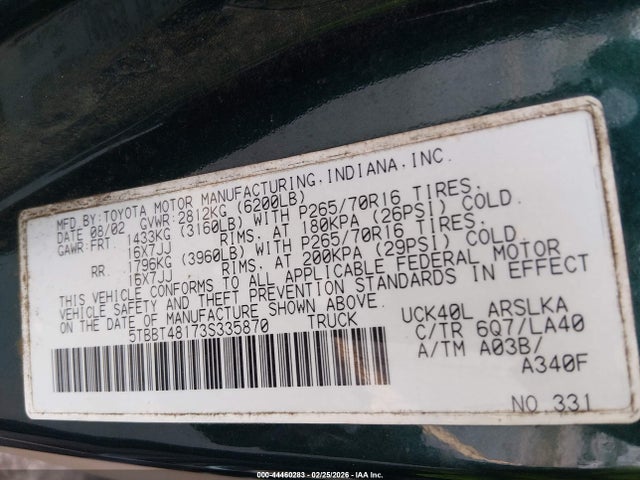 MFD.BY:TOYOTA MOTOR MANUFACTURING,INDIANA,INC.
DATE 08/02 GVWR:2812KG (6200LB)
GAWR:FRT. 1433KG (3160LB) WITH P265/70R16 TIRES.
16X7JJ RIMS. AT 180KPA (26PSI) COLD.
RR. 1796KG (3960LB) WITH P265/70R16 TIRES.
16X7JJ RIMS. AT 200KPA (29PSI) COLD
THIS VEHICLE CONFORMS TO ALL APPLICABLE FEDERAL MOTOR
VEHICLE SAFETY AND THEFT PREVENTION STANDARDS IN EFFECT
ON THE DATE OF MANUFACTURE SHOWN ABOVE.
5TBBT48173S335870 TRUCK
UCK40L ARSLKA
C/TR 6Q7/LA40
A/TM A03B/
A340F
NO 331
000-44460283 - 02/25/2026 - IAA Inc.